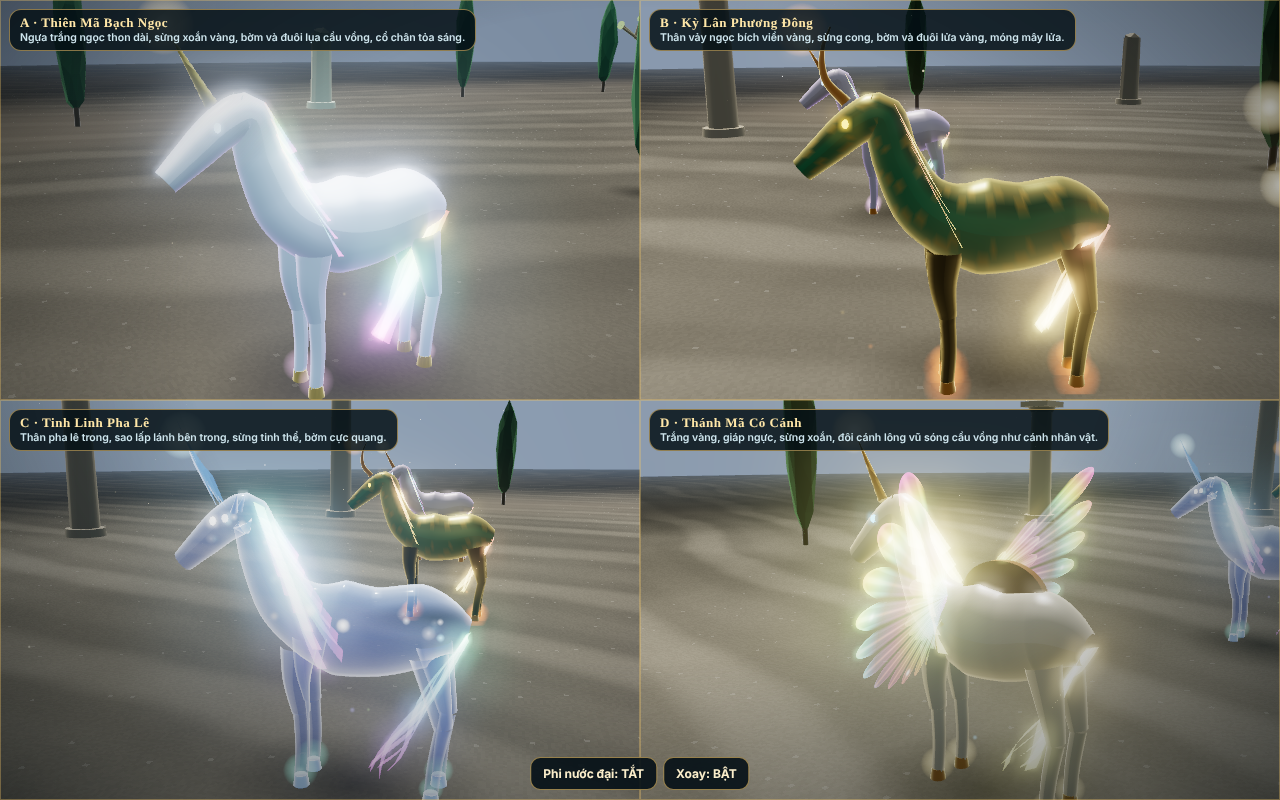 A · Thiên Mã Bạch Ngọc
Ngựa trắng ngọc thon dài, sừng xoắn vàng, bờm và đuôi lụa cầu vồng, cổ chân tỏa sáng.
B · Kỳ Lân Phương Đông
Thân vảy ngọc bích viền vàng, sừng cong, bờm và đuôi lửa vàng, móng mây lửa.
C · Tinh Linh Pha Lê
Thân pha lê trong, sao lấp lánh bên trong, sừng tinh thể, bờm cực quang.
D · Thánh Mã Có Cánh
Trắng vàng, giáp ngực, sừng xoắn, đôi cánh lông vũ sóng cầu vồng như cánh nhân vật.
Phi nước đại: TẮT
Xoay: BẬT